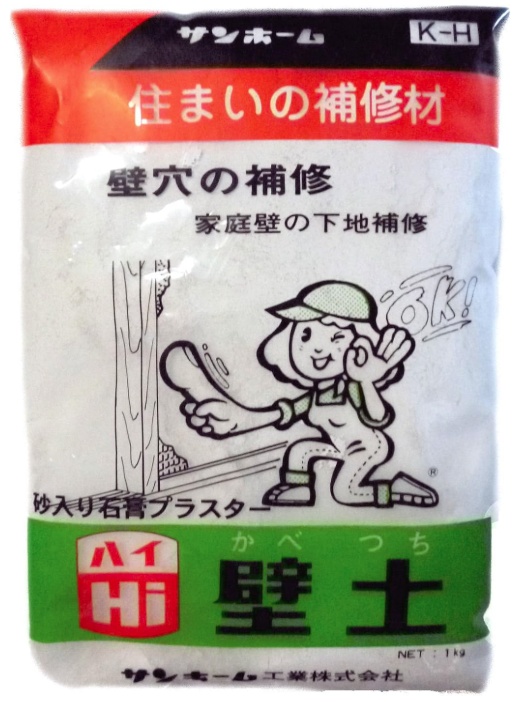 サンホーム
K-H
住まいの補修材
壁穴の補修
家庭壁の下地補修
OK!
®
砂入り石膏プラスター
ハイ
Hi
かべ つち
壁土
NET : 1kg
サンホーム工業株式会社